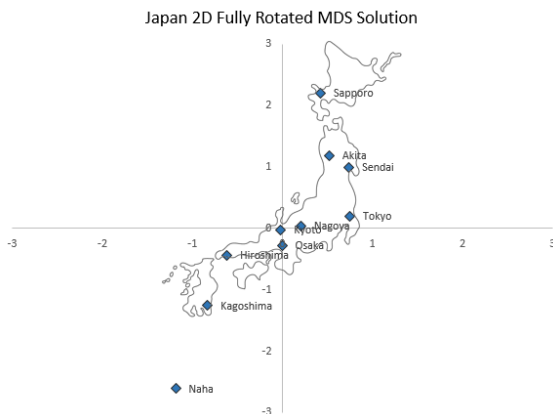 Japan 2D Fully Rotated MDS Solution
3
Sapporo
2
Akita
1
Sendai
Tokyo
Nagoya
0
Kyoto
-3
-2
-1
1
2
3
Osaka
Hiroshima
-1
Kagoshima
-2
Naha
-3